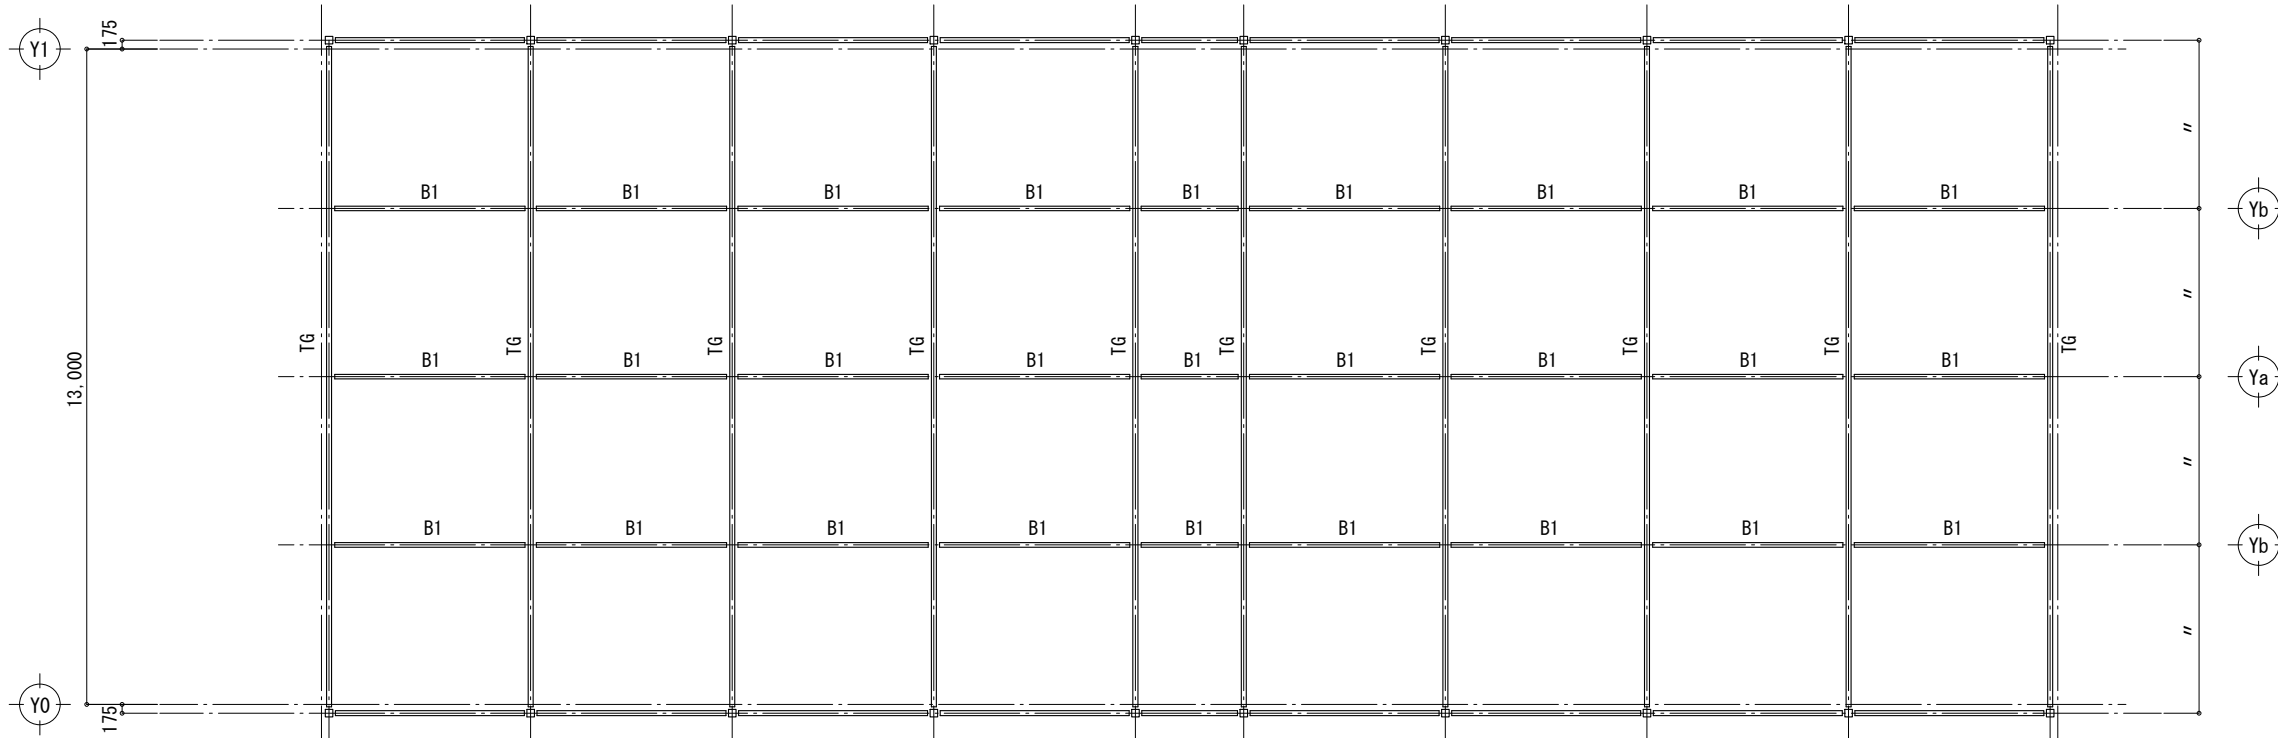 175
Y1
〃
B1 B1 B1 B1 B1 B1 B1 B1 B1
Yb
〃
TG TG TG TG TG TG TG TG TG TG
13,000
B1 B1 B1 B1 B1 B1 B1 B1 B1
Ya
〃
B1 B1 B1 B1 B1 B1 B1 B1 B1
Yb
〃
Y0
175